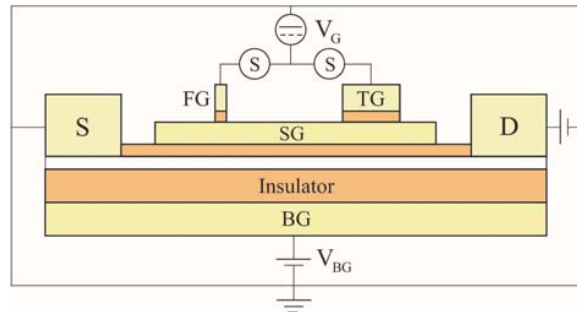 V_G
S S
FG TG
S SG D
Insulator
BG
V_BG